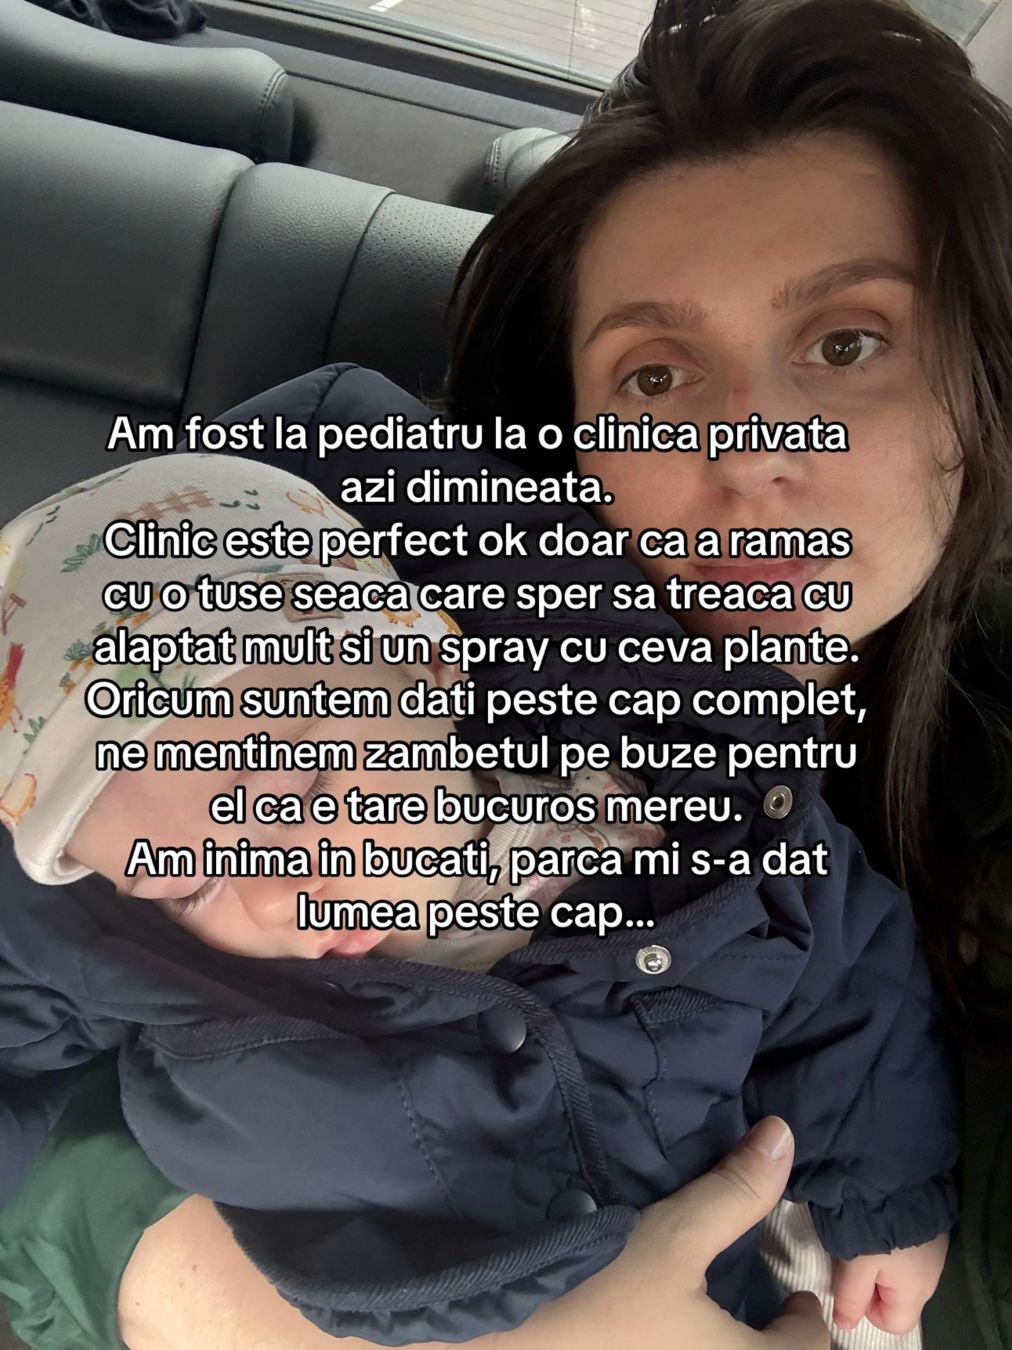 Am fost la pediatru la o clinica privata
azi dimineata.
Clinic este perfect ok doar ca a ramas
cu o tuse seaca care sper sa treaca cu
alaptat mult si un spray cu ceva plante.
Oricum suntem dati peste cap complet,
ne mentinem zambetul pe buze pentru
el ca e tare bucuros mereu.
Am inima in bucati, parca mi s-a dat
lumea peste cap...